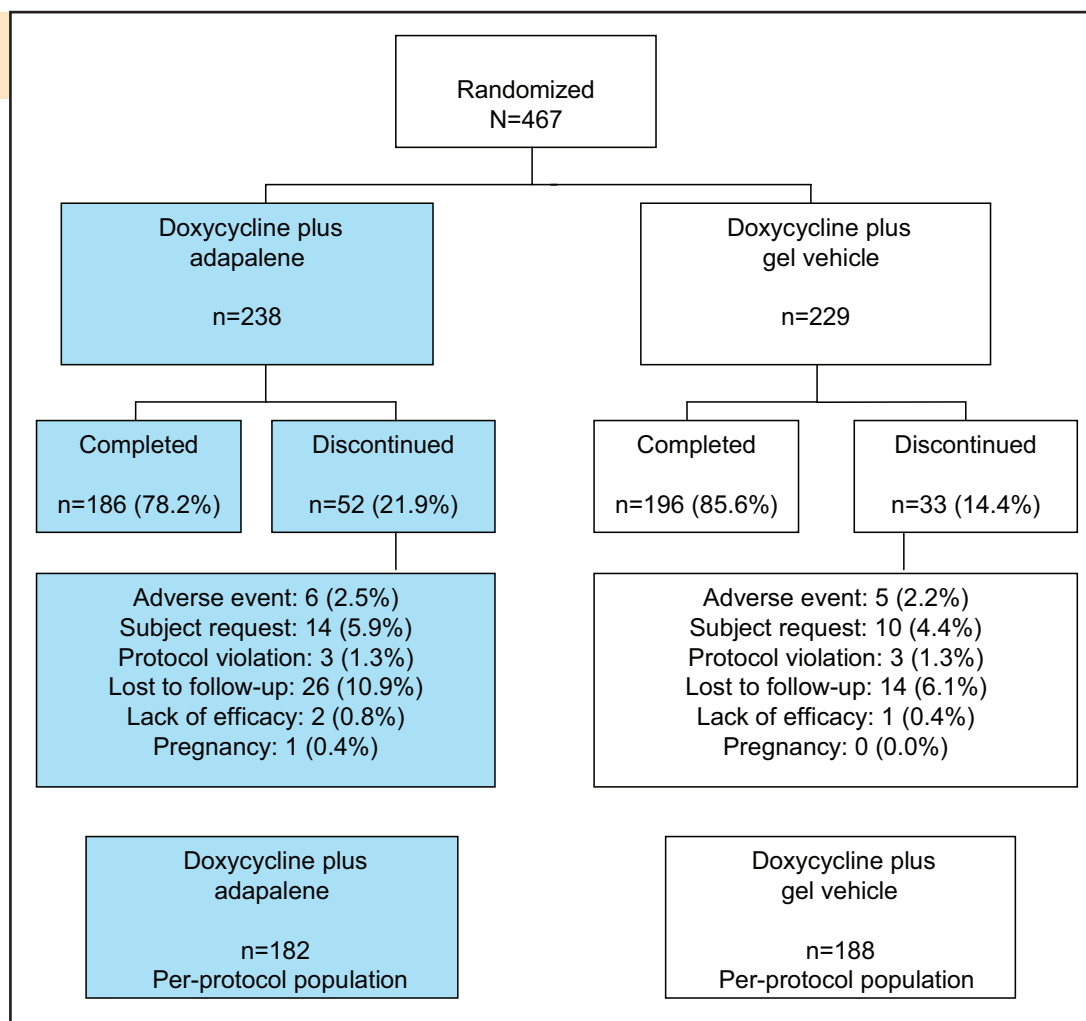 Randomized
N=467
Doxycycline plus
adapalene
n=238
Doxycycline plus
gel vehicle
n=229
Completed
n=186 (78.2%)
Discontinued
n=52 (21.9%)
Completed
n=196 (85.6%)
Discontinued
n=33 (14.4%)
Adverse event: 6 (2.5%)
Subject request: 14 (5.9%)
Protocol violation: 3 (1.3%)
Lost to follow-up: 26 (10.9%)
Lack of efficacy: 2 (0.8%)
Pregnancy: 1 (0.4%)
Adverse event: 5 (2.2%)
Subject request: 10 (4.4%)
Protocol violation: 3 (1.3%)
Lost to follow-up: 14 (6.1%)
Lack of efficacy: 1 (0.4%)
Pregnancy: 0 (0.0%)
Doxycycline plus
adapalene
n=182
Per-protocol population
Doxycycline plus
gel vehicle
n=188
Per-protocol population